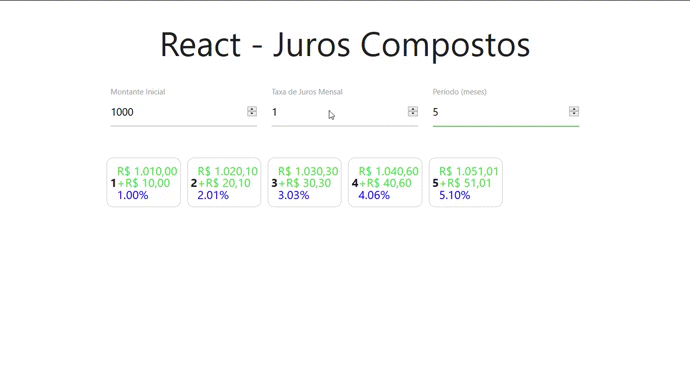 React - Juros Compostos
Montante Inicial
Taxa de Juros Mensal
Período (meses)
1000
1
5
R$ 1.010,00
1 +R$ 10,00
1.00%
R$ 1.020,10
2 +R$ 20,10
2.01%
R$ 1.030,30
3 +R$ 30,30
3.03%
R$ 1.040,60
4 +R$ 40,60
4.06%
R$ 1.051,01
5 +R$ 51,01
5.10%